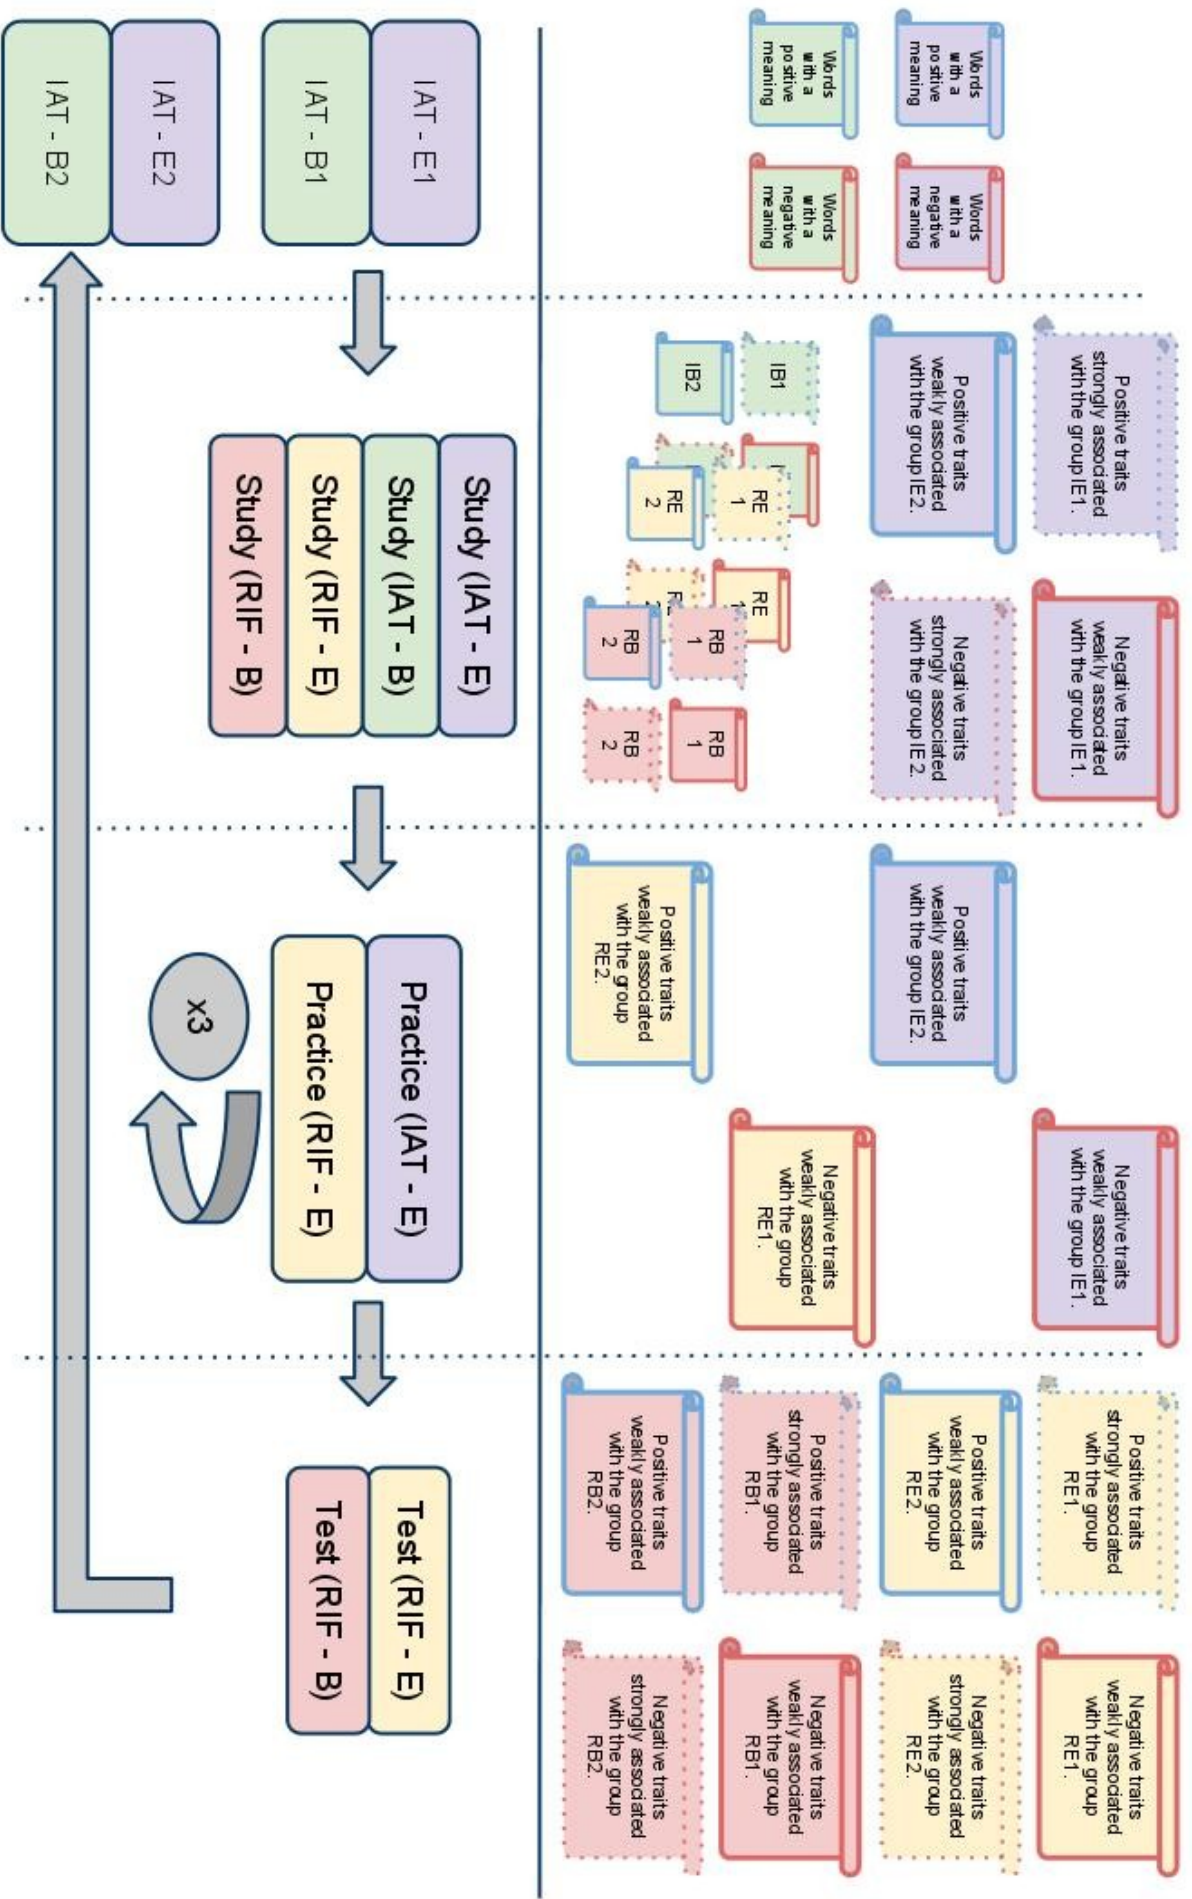 Words
with a
positive
meaning
Words
with a
negative
meaning
Words
with a
positive
meaning
Words
with a
negative
meaning
Positive traits
strongly associated
with the group IE1.
Negative traits
weakly associated
with the group IE1.
Positive traits
weakly associated
with the group IE2.
Negative traits
strongly associated
with the group IE2.
IB1
IB2
RE
1
RE
2
RE
1
RE
2
RB
1
RB
2
RB
1
RB
2
Negative traits
weakly associated
with the group IE1.
Positive traits
weakly associated
with the group IE2.
Negative traits
weakly associated
with the group
RE1.
Positive traits
weakly associated
with the group
RE2.
Positive traits
strongly associated
with the group
RE1.
Negative traits
weakly associated
with the group
RE1.
Positive traits
weakly associated
with the group
RE2.
Negative traits
strongly associated
with the group
RE2.
Positive traits
strongly associated
with the group
RB1.
Negative traits
weakly associated
with the group
RB1.
Positive traits
weakly associated
with the group
RB2.
Negative traits
strongly associated
with the group
RB2.
IAT - E1
IAT - B1
Study (IAT - E)
Study (IAT - B)
Study (RIF - E)
Study (RIF - B)
Practice (IAT - E)
Practice (RIF - E)
x3
Test (RIF - E)
Test (RIF - B)
IAT - E2
IAT - B2